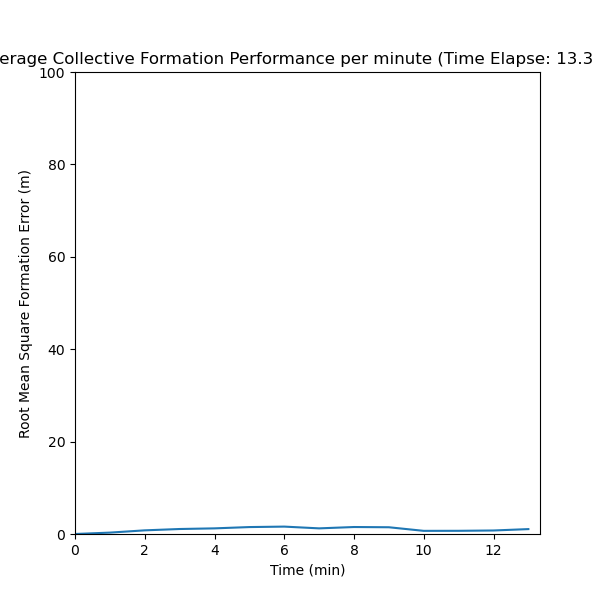 erage Collective Formation Performance per minute (Time Elapse: 13.3
100
80
60
40
20
0
Root Mean Square Formation Error (m)
0 2 4 6 8 10 12
Time (min)